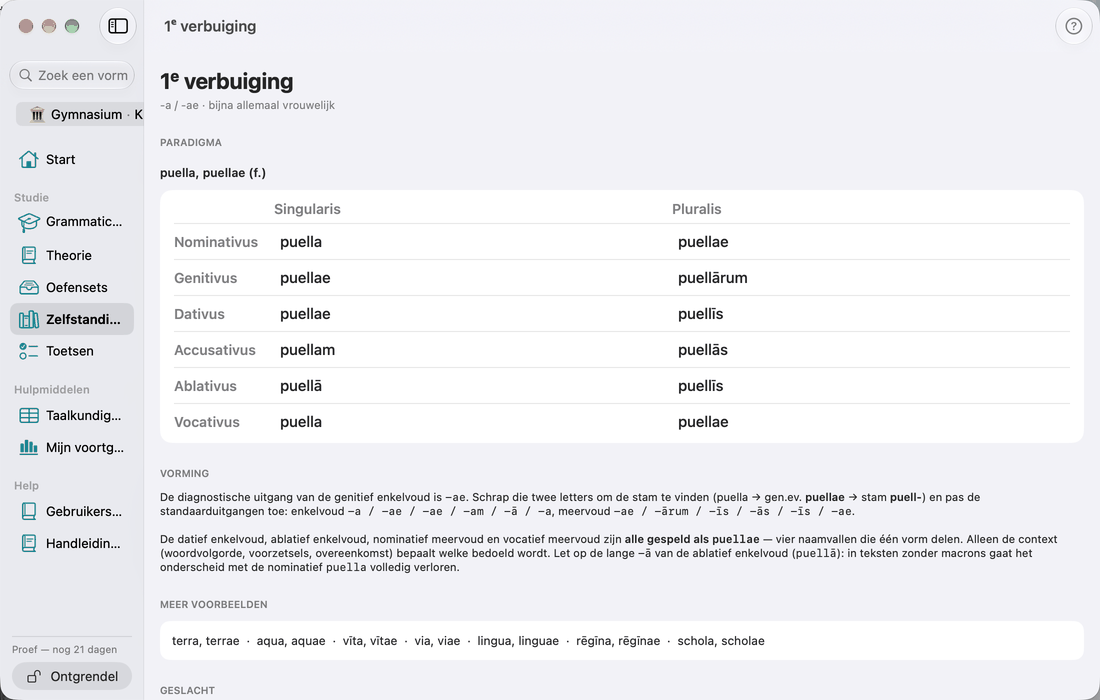 1ᵉ verbuiging
Zoek een vorm
Gymnasium · K
Start
Studie
Grammatic...
Theorie
Oefensets
Zelfstandi...
Toetsen
Hulpmiddelen
Taalkundig...
Mijn voortg...
Help
Gebruikers...
Handleidin...
Proef — nog 21 dagen
Ontgrendel
1ᵉ verbuiging
-a / -ae · bijna allemaal vrouwelijk
PARADIGMA
puella, puellae (f.)
Singularis Pluralis
Nominativus puella puellae
Genitivus puellae puellārum
Dativus puellae puellīs
Accusativus puellam puellās
Ablativus puellā puellīs
Vocativus puella puellae
VORMING
De diagnostische uitgang van de genitief enkelvoud is -ae. Schrap die twee letters om de stam te vinden (puella → gen.ev. puellae → stam puell-) en pas de
standaarduitgangen toe: enkelvoud -a / -ae / -ae / -am / -ā / -a, meervoud -ae / -ārum / -īs / -ās / -īs / -ae.
De datief enkelvoud, ablatief enkelvoud, nominatief meervoud en vocatief meervoud zijn alle gespeld als puellae — vier naamvallen die één vorm delen. Alleen de context
(woordvolgorde, voorzetsels, overeenkomst) bepaalt welke bedoeld wordt. Let op de lange -ā van de ablatief enkelvoud (puellā): in teksten zonder macrons gaat het
onderscheid met de nominatief puella volledig verloren.
MEER VOORBEELDEN
terra, terrae · aqua, aquae · vīta, vītae · via, viae · lingua, linguae · rēgīna, rēgīnae · schola, scholae
GESLACHT